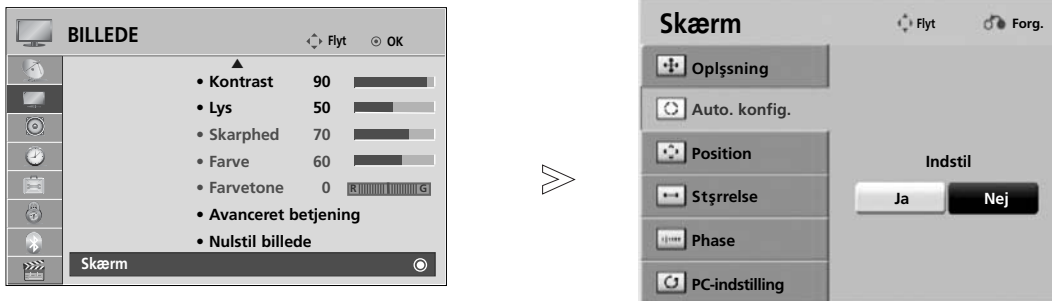 BILLEDE
Flyt OK
• Kontrast 90
• Lys 50
• Skarphed 70
• Farve 60
• Farvetone 0 R G
• Avanceret betjening
• Nulstil billede
Skærm
Skærm
Flyt Forg.
Oplşsning
Auto. konfig.
Position
Stşrrelse
Phase
PC-indstilling
Indstil
Ja Nej